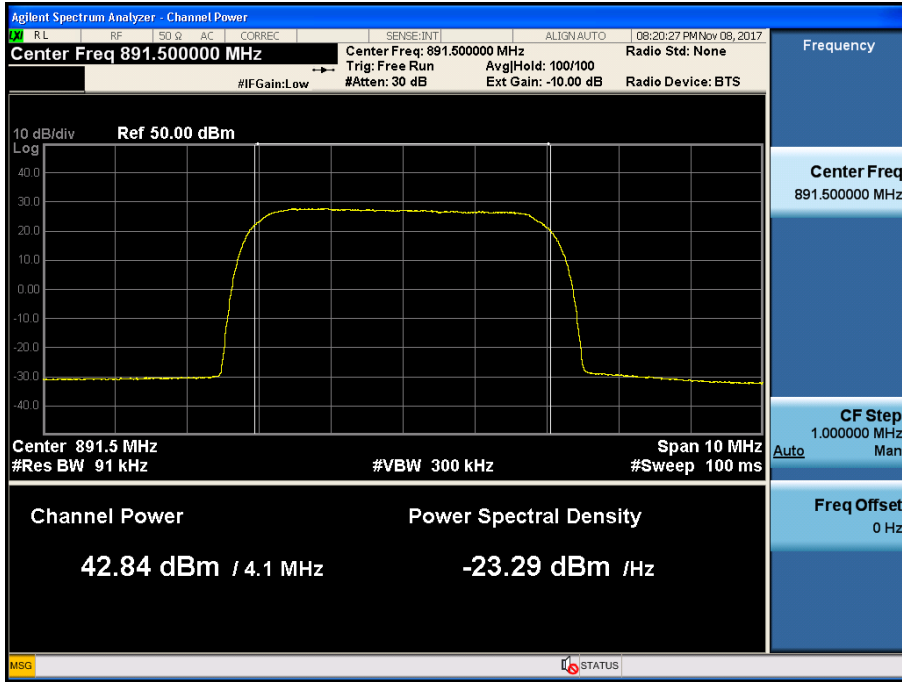 Agilent Spectrum Analyzer - Channel Power
LXI RL RF 50 Ω AC CORREC SENSE:INT ALIGNAUTO 08:20:27 PMNov 08, 2017
Center Freq 891.500000 MHz
#IFGain:Low
Center Freq: 891.500000 MHz
Trig: Free Run Avg|Hold: 100/100
#Atten: 30 dB Ext Gain: -10.00 dB
Radio Std: None
Radio Device: BTS
10 dB/div Ref 50.00 dBm
Log
40.0
30.0
20.0
10.0
0.00
-10.0
-20.0
-30.0
-40.0
Center 891.5 MHz Span 10 MHz
#Res BW 91 kHz #VBW 300 kHz #Sweep 100 ms
Channel Power Power Spectral Density
42.84 dBm / 4.1 MHz -23.29 dBm /Hz
Frequency
Center Freq
891.500000 MHz
CF Step
1.000000 MHz
Auto Man
Freq Offset
0 Hz
MSG STATUS